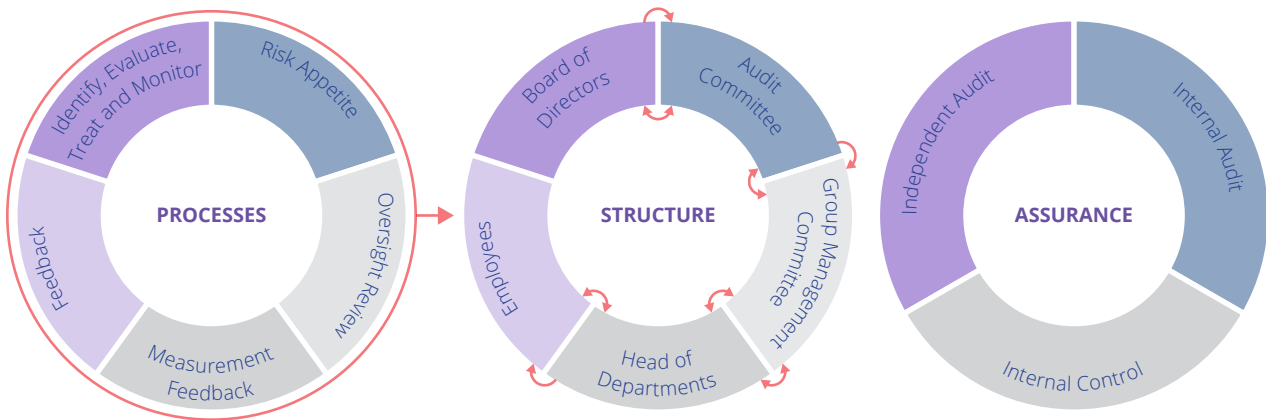 Identify, Evaluate,
Treat and Monitor
Risk Appetite
Oversight Review
Measurement
Feedback
Feedback
PROCESSES
Board of
Directors
Audit
Committee
Group Management
Committee
Head of
Departments
Employees
STRUCTURE
Independent Audit
Internal Audit
Internal Control
ASSURANCE